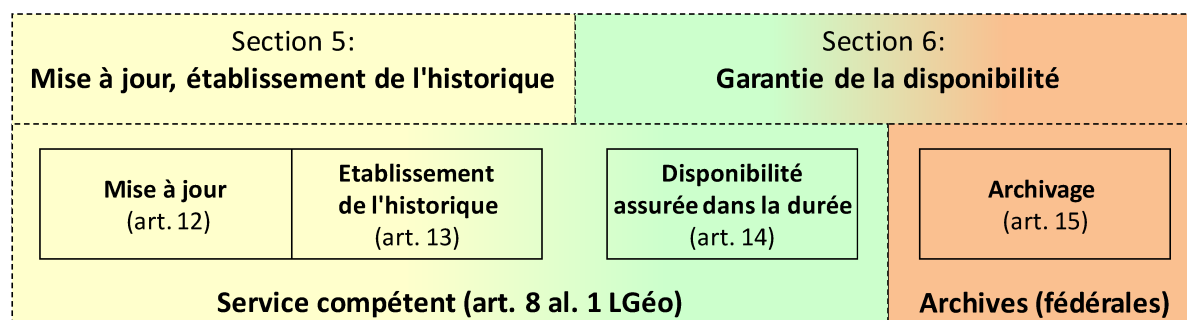 Section 5:
Mise à jour, établissement de l'historique
Section 6:
Garantie de la disponibilité
Mise à jour
(art. 12)
Etablissement
de l'historique
(art. 13)
Disponibilité
assurée dans la durée
(art. 14)
Archivage
(art. 15)
Service compétent (art. 8 al. 1 LGéo)
Archives (fédérales)